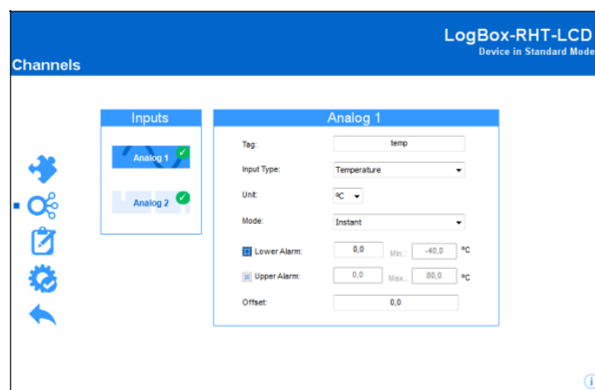 LogBox-RHT-LCD
Device in Standard Mode
Channels
Inputs
Analog 1
Analog 2
Analog 1
Tag: temp
Input Type: Temperature
Unit: ºC
Mode: Instant
Lower Alarm: 0,0 Min.: -40,0 ºC
Upper Alarm: 0,0 Max.: 80,0 ºC
Offset: 0,0